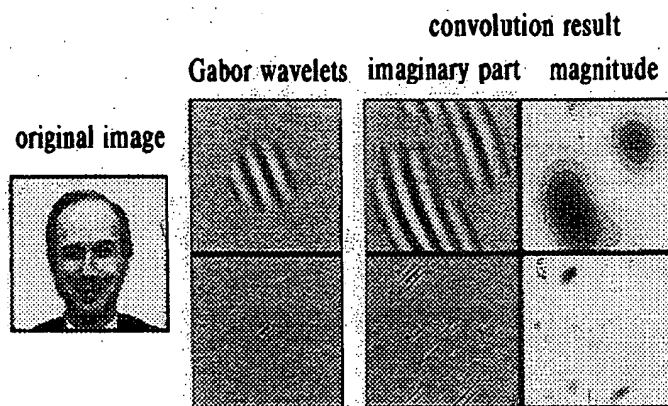 convolution result
Gabor wavelets imaginary part magnitude
original image